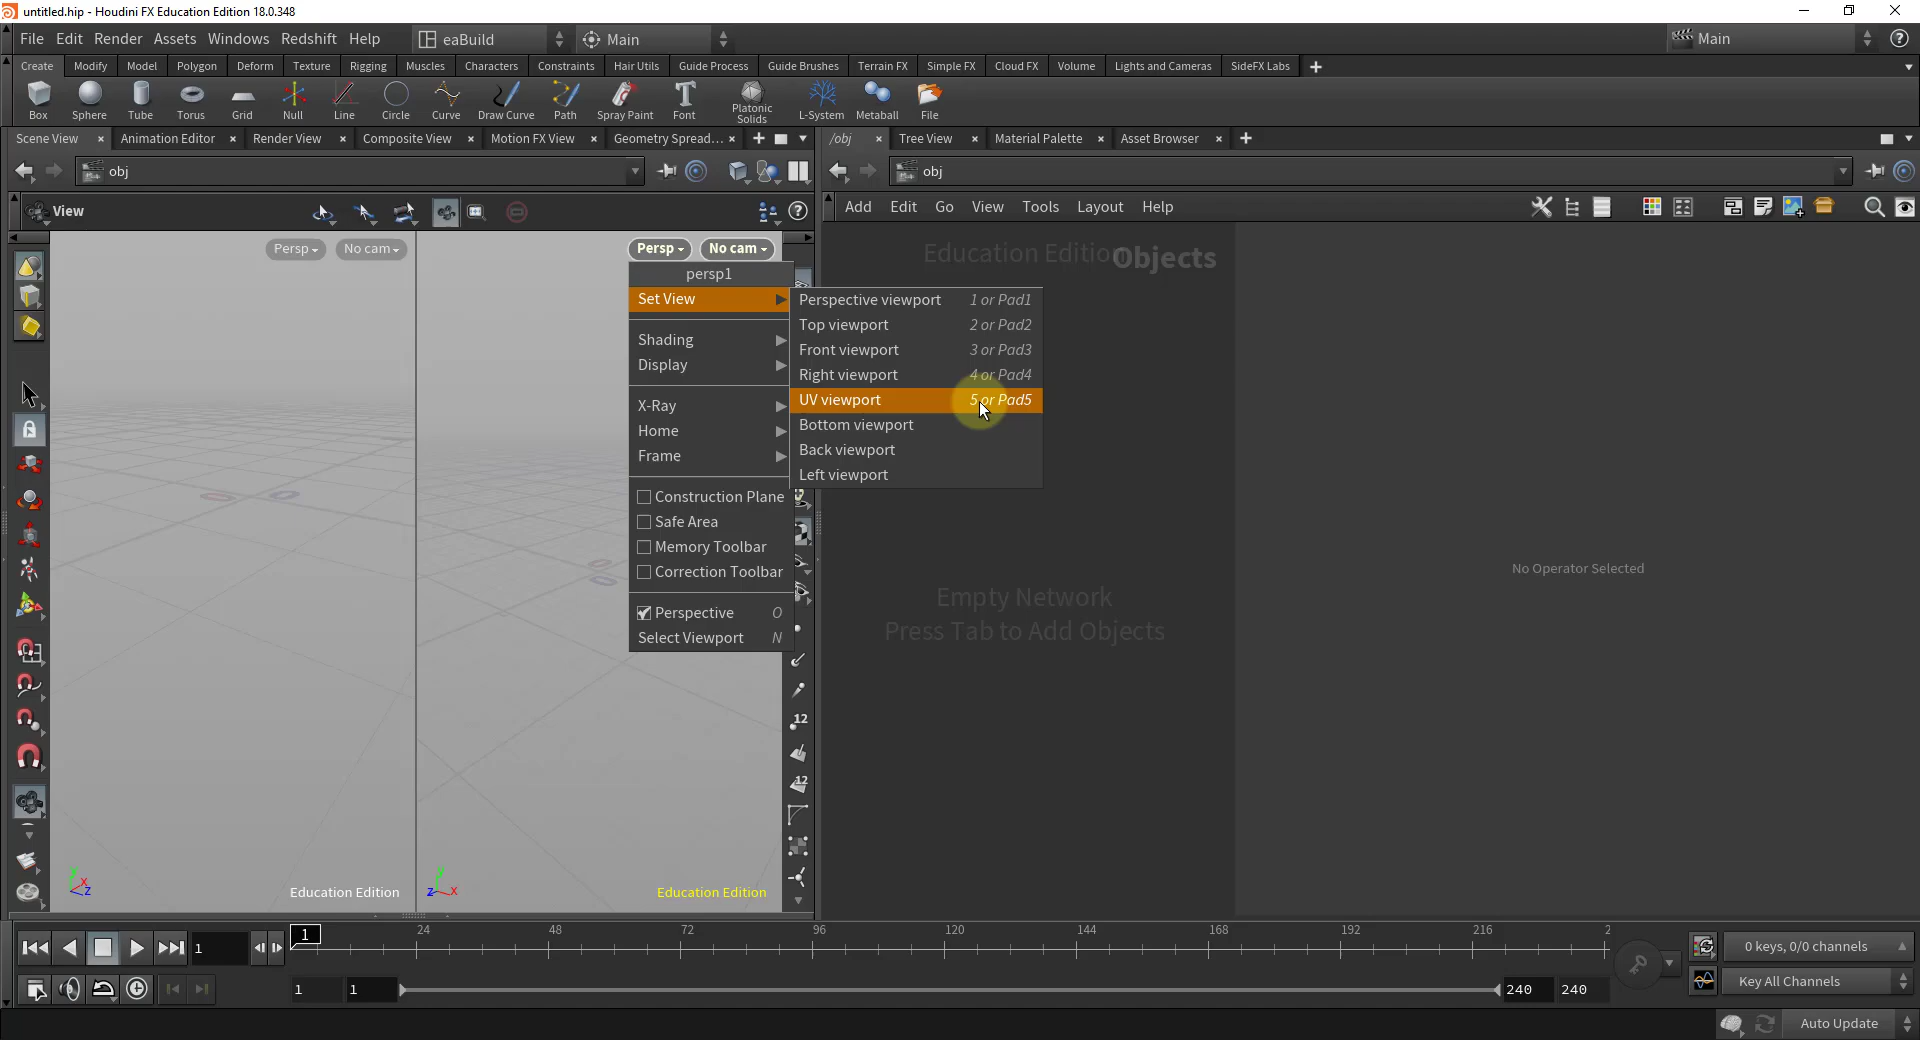 untitled.hip - Houdini FX Education Edition 18.0.348
File Edit Render Assets Windows Redshift Help eaBuild Main Main
Create Modify Model Polygon Deform Texture Rigging Muscles Characters Constraints Hair Utils Guide Process Guide Brushes Terrain FX Simple FX Cloud FX Volume Lights and Cameras SideFX Labs
Box Sphere Tube Torus Grid Null Line Circle Curve Draw Curve Path Spray Paint Font Platonic Solids L-System Metaball File
Scene View Animation Editor Render View Composite View Motion FX View Geometry Spread... /obj Tree View Material Palette Asset Browser
obj obj
View Add Edit Go View Tools Layout Help
Persp No cam Persp No cam Education Edition Objects
persp1
Set View
Perspective viewport 1 or Pad1
Top viewport 2 or Pad2
Front viewport 3 or Pad3
Right viewport 4 or Pad4
UV viewport 5 or Pad5
Bottom viewport
Back viewport
Left viewport
Shading
Display
X-Ray
Home
Frame
Construction Plane
Safe Area
Memory Toolbar
Correction Toolbar
Perspective O
Select Viewport N
No Operator Selected
Empty Network
Press Tab to Add Objects
12
12
y x z Education Edition y z x Education Edition
1 1 24 48 72 96 120 144 168 192 216 2 0 keys, 0/0 channels
1 1 240 240 Key All Channels
Auto Update